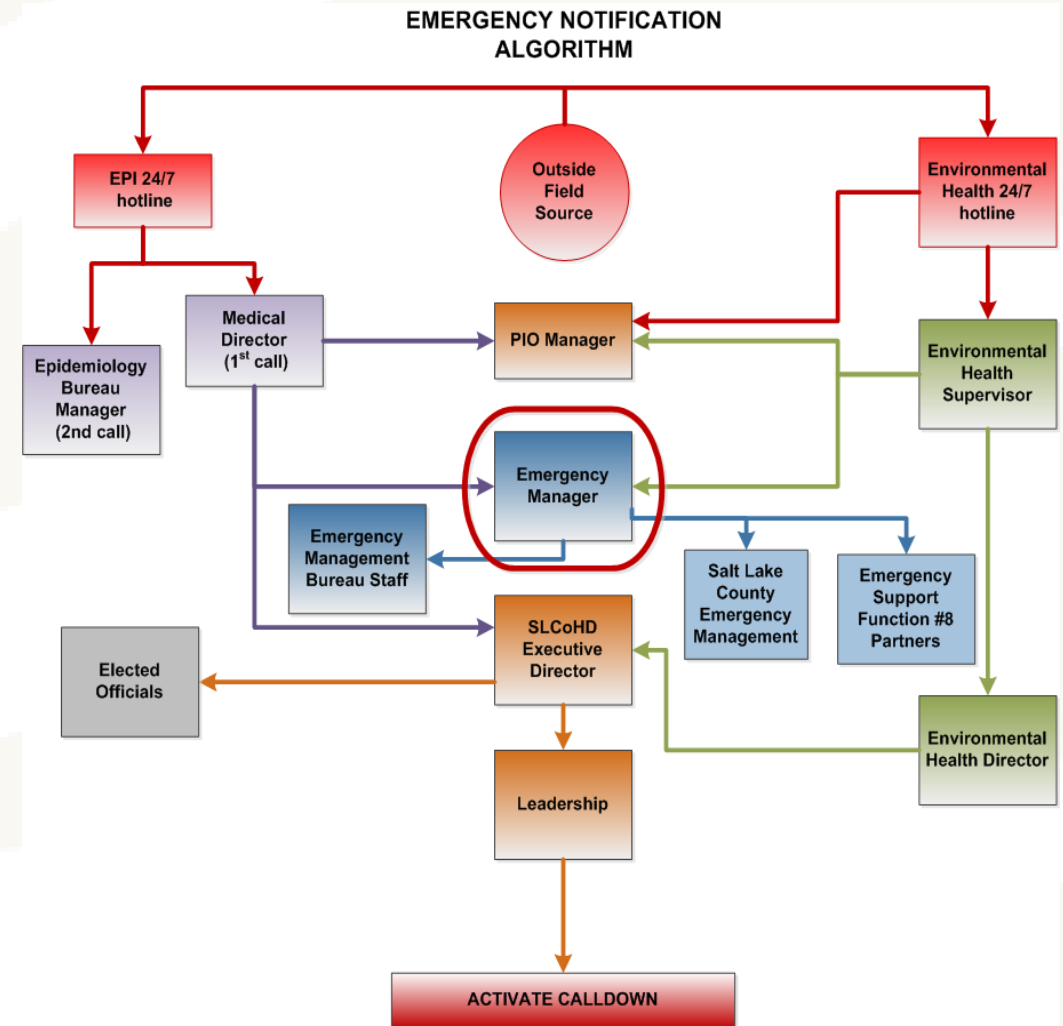 EMERGENCY NOTIFICATION
ALGORITHM
EPI 24/7
hotline
Outside
Field
Source
Environmental
Health 24/7
hotline
Medical
Director
(1st call)
PIO Manager
Environmental
Health
Supervisor
Epidemiology
Bureau
Manager
(2nd call)
Emergency
Manager
Emergency
Management
Bureau Staff
Salt Lake
County
Emergency
Management
Emergency
Support
Function #8
Partners
SLCoHD
Executive
Director
Elected
Officials
Environmental
Health Director
Leadership
ACTIVATE CALLDOWN